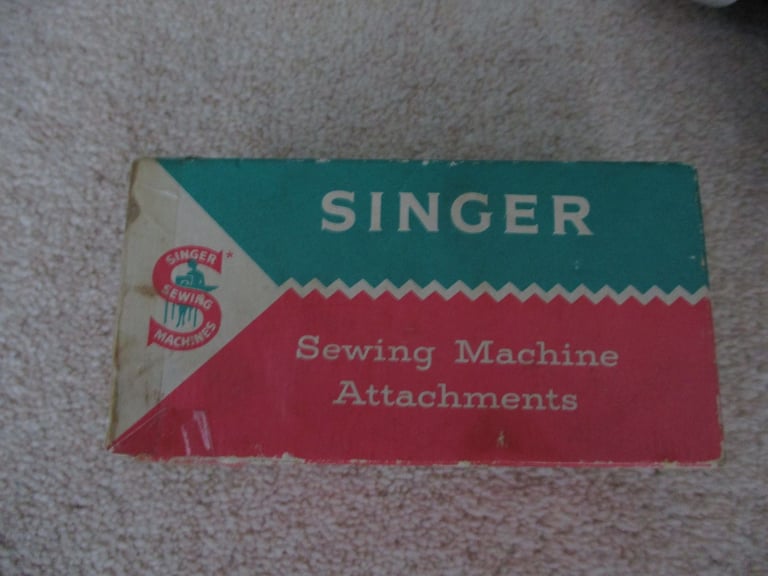 SINGER
SINGER*
SEWING
MACHINES
Sewing Machine
Attachments